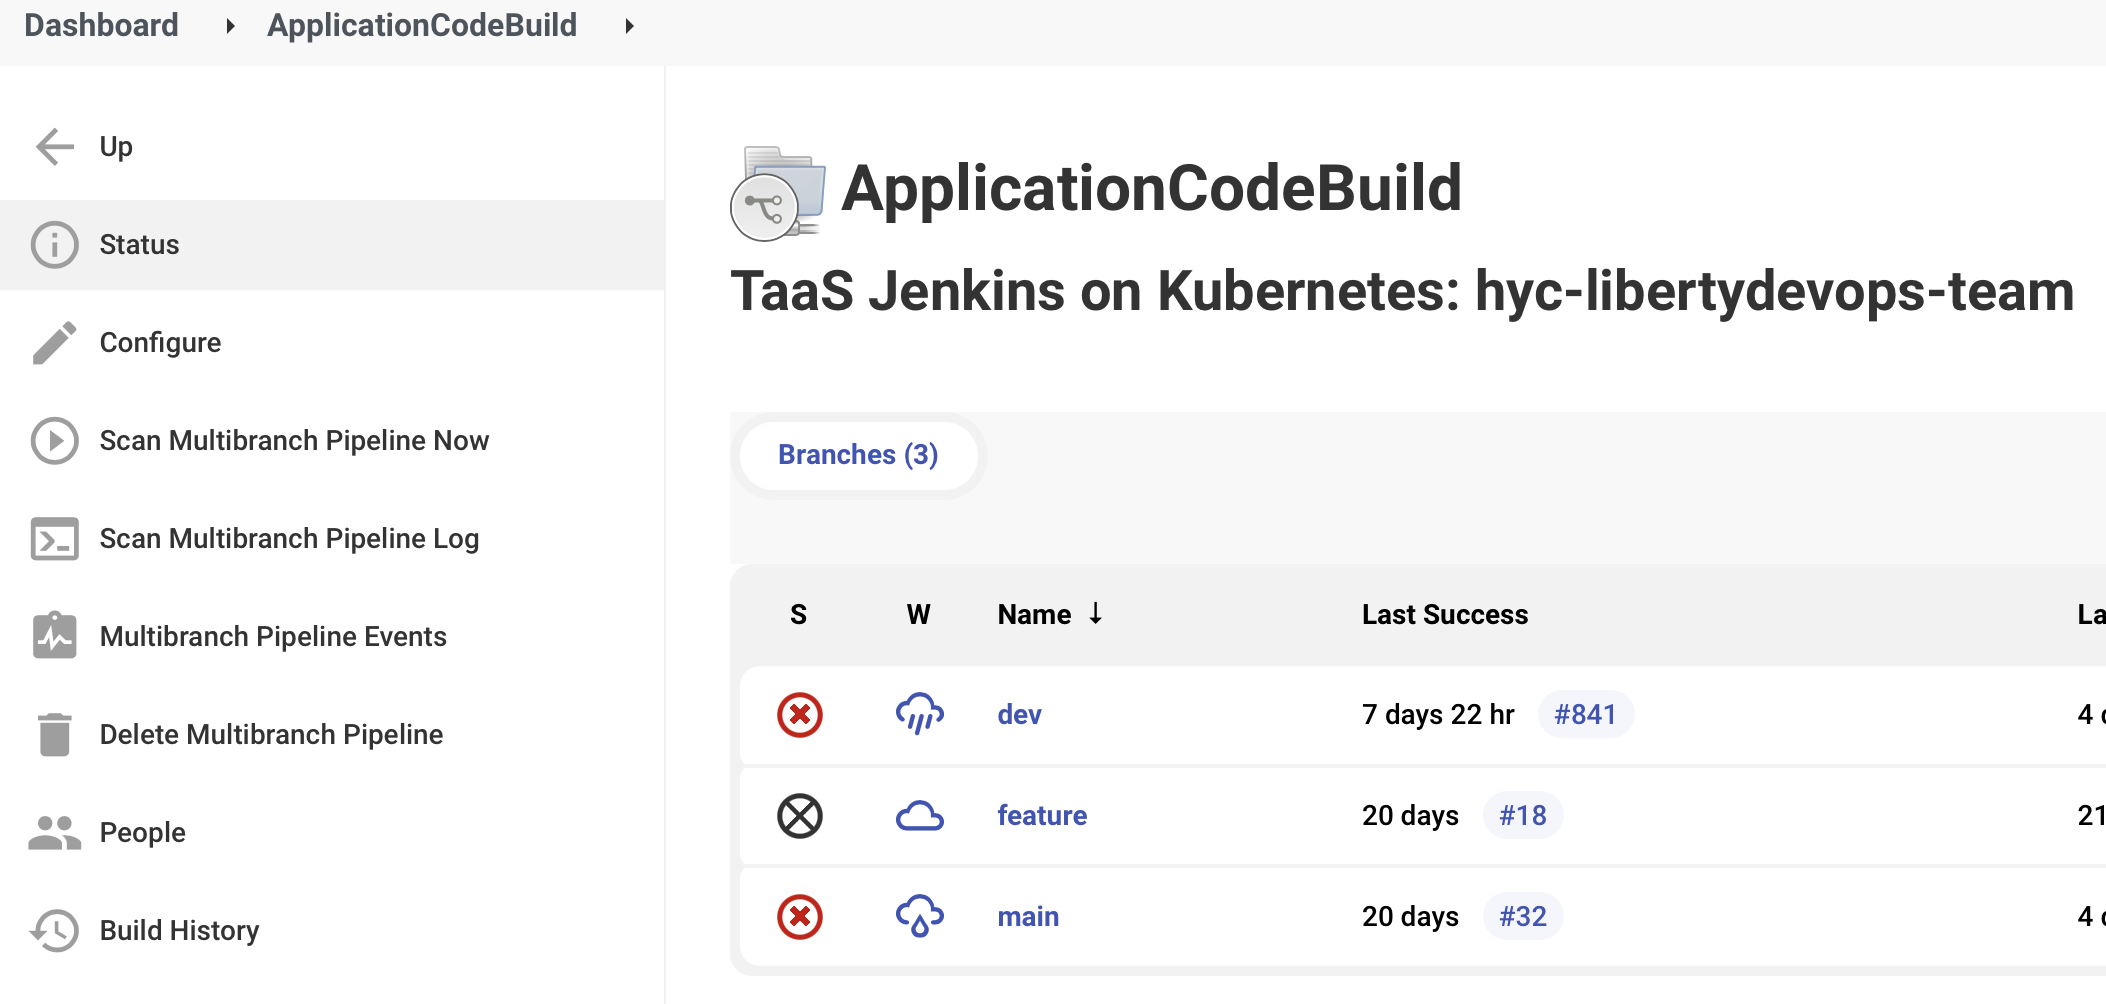 Dashboard ApplicationCodeBuild
Up
Status
Configure
Scan Multibranch Pipeline Now
Scan Multibranch Pipeline Log
Multibranch Pipeline Events
Delete Multibranch Pipeline
People
Build History
ApplicationCodeBuild
TaaS Jenkins on Kubernetes: hyc-libertydevops-team
Branches (3)
S W Name ↓ Last Success La
dev 7 days 22 hr #841 4
feature 20 days #18 21
main 20 days #32 4